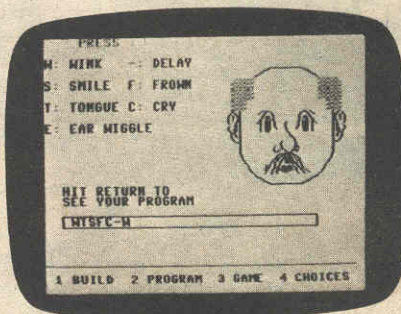 PRESS
W: WINK -: DELAY
S: SMILE F: FROWN
T: TONGUE C: CRY
E: EAR WIGGLE
HIT RETURN TO
SEE YOUR PROGRAM
WTSFC-W
1 BUILD 2 PROGRAM 3 GAME 4 CHOICES